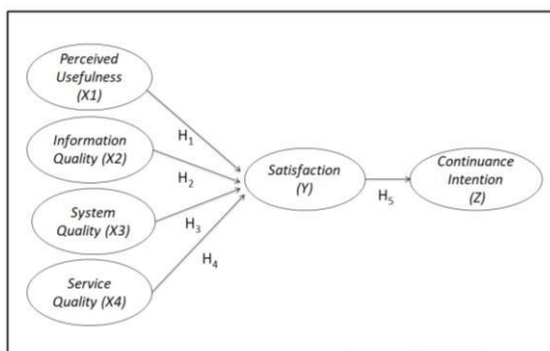 Perceived
Usefulness
(X1)
H1
Information
Quality (X2)
H2
Satisfaction
(Y)
H5
Continuance
Intention
(Z)
System
Quality (X3)
H3
H4
Service
Quality (X4)